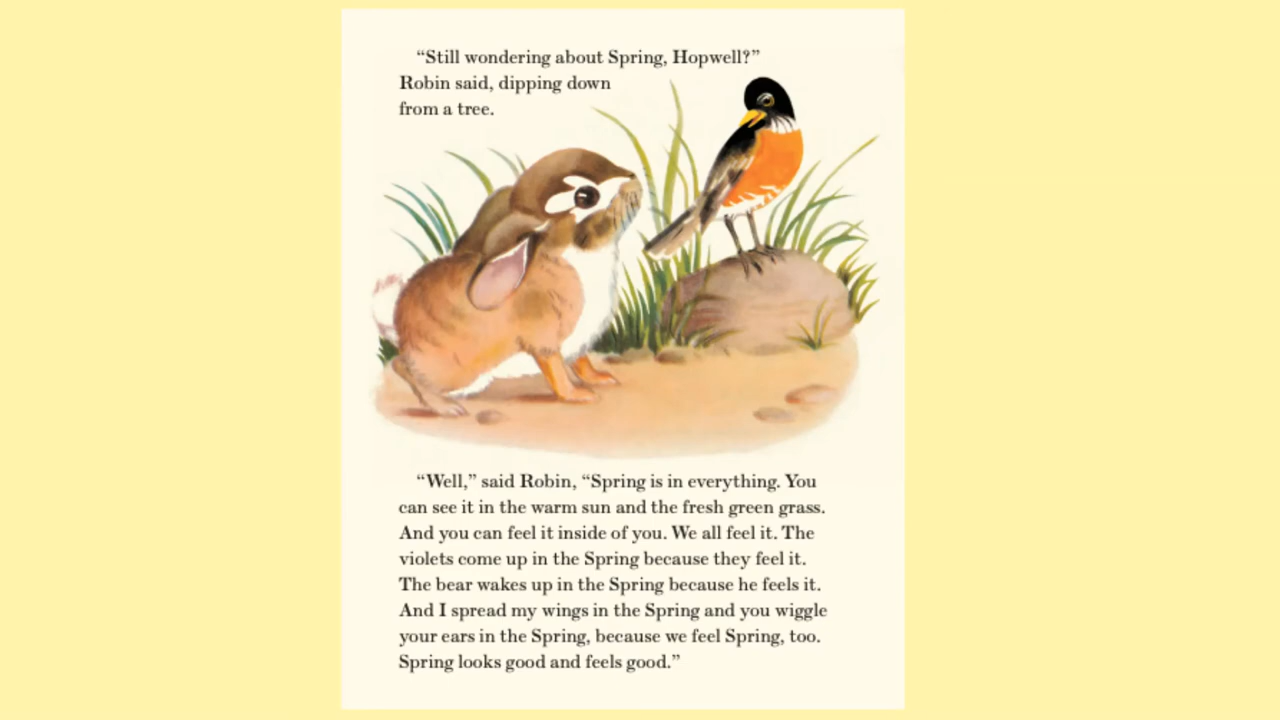 “Still wondering about Spring, Hopwell?”
Robin said, dipping down
from a tree.
“Well,” said Robin, “Spring is in everything. You
can see it in the warm sun and the fresh green grass.
And you can feel it inside of you. We all feel it. The
violets come up in the Spring because they feel it.
The bear wakes up in the Spring because he feels it.
And I spread my wings in the Spring and you wiggle
your ears in the Spring, because we feel Spring, too.
Spring looks good and feels good.”